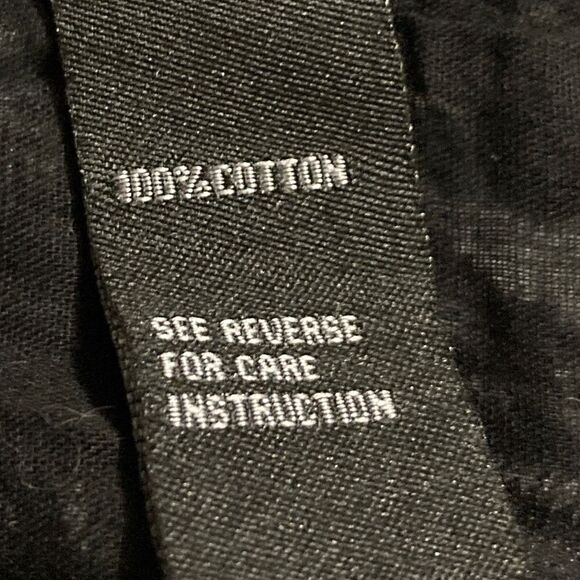 100% COTTON
SEE REVERSE
FOR CARE
INSTRUCTION